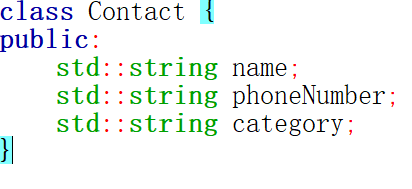 class Contact {
public:
    std::string name;
    std::string phoneNumber;
    std::string category;
}